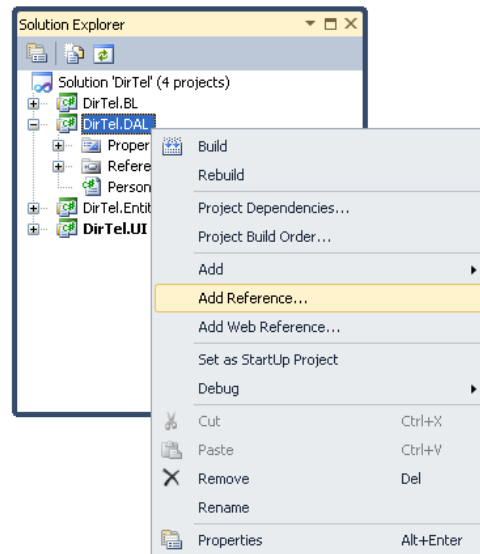 Solution Explorer
Solution 'DirTel' (4 projects)
DirTel.BL
DirTel.DAL
Proper
Refere
Person
DirTel.Entit
DirTel.UI
Build
Rebuild
Project Dependencies...
Project Build Order...
Add
Add Reference...
Add Web Reference...
Set as StartUp Project
Debug
Cut Ctrl+X
Paste Ctrl+V
Remove Del
Rename
Properties Alt+Enter